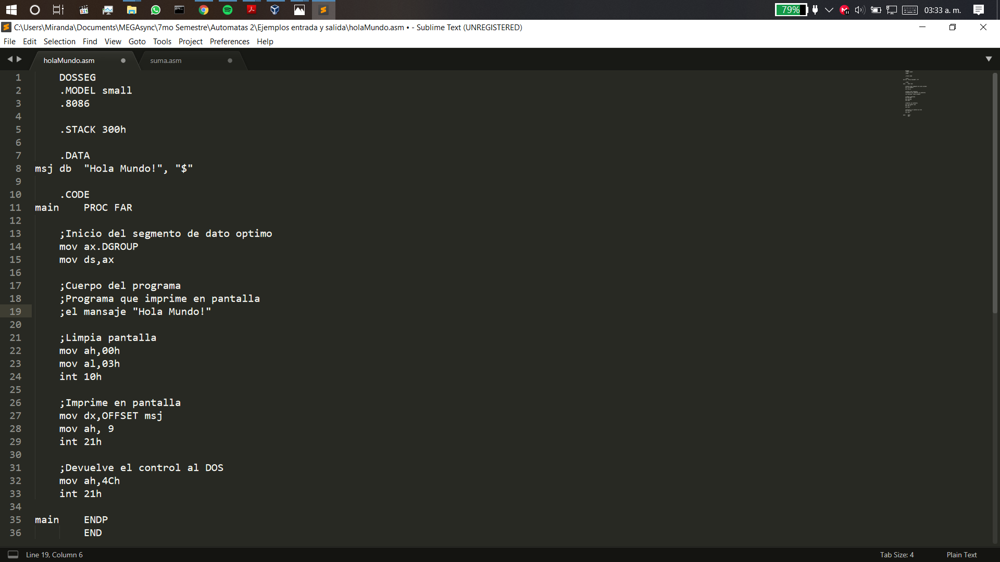 79%
03:33 a. m.
C:\Users\Miranda\Documents\MEGAsync\7mo Semestre\Automatas 2\Ejemplos entrada y salida\holaMundo.asm • - Sublime Text (UNREGISTERED)
File Edit Selection Find View Goto Tools Project Preferences Help
holaMundo.asm suma.asm
1 DOSSEG
2 .MODEL small
3 .8086
4
5 .STACK 300h
6
7 .DATA
8 msj db "Hola Mundo!", "$"
9
10 .CODE
11 main PROC FAR
12
13 ;Inicio del segmento de dato optimo
14 mov ax.DGROUP
15 mov ds,ax
16
17 ;Cuerpo del programa
18 ;Programa que imprime en pantalla
19 ;el mansaje "Hola Mundo!"
20
21 ;Limpia pantalla
22 mov ah,00h
23 mov al,03h
24 int 10h
25
26 ;Imprime en pantalla
27 mov dx,OFFSET msj
28 mov ah, 9
29 int 21h
30
31 ;Devuelve el control al DOS
32 mov ah,4Ch
33 int 21h
34
35 main ENDP
36 END
Line 19, Column 6
Tab Size: 4 Plain Text